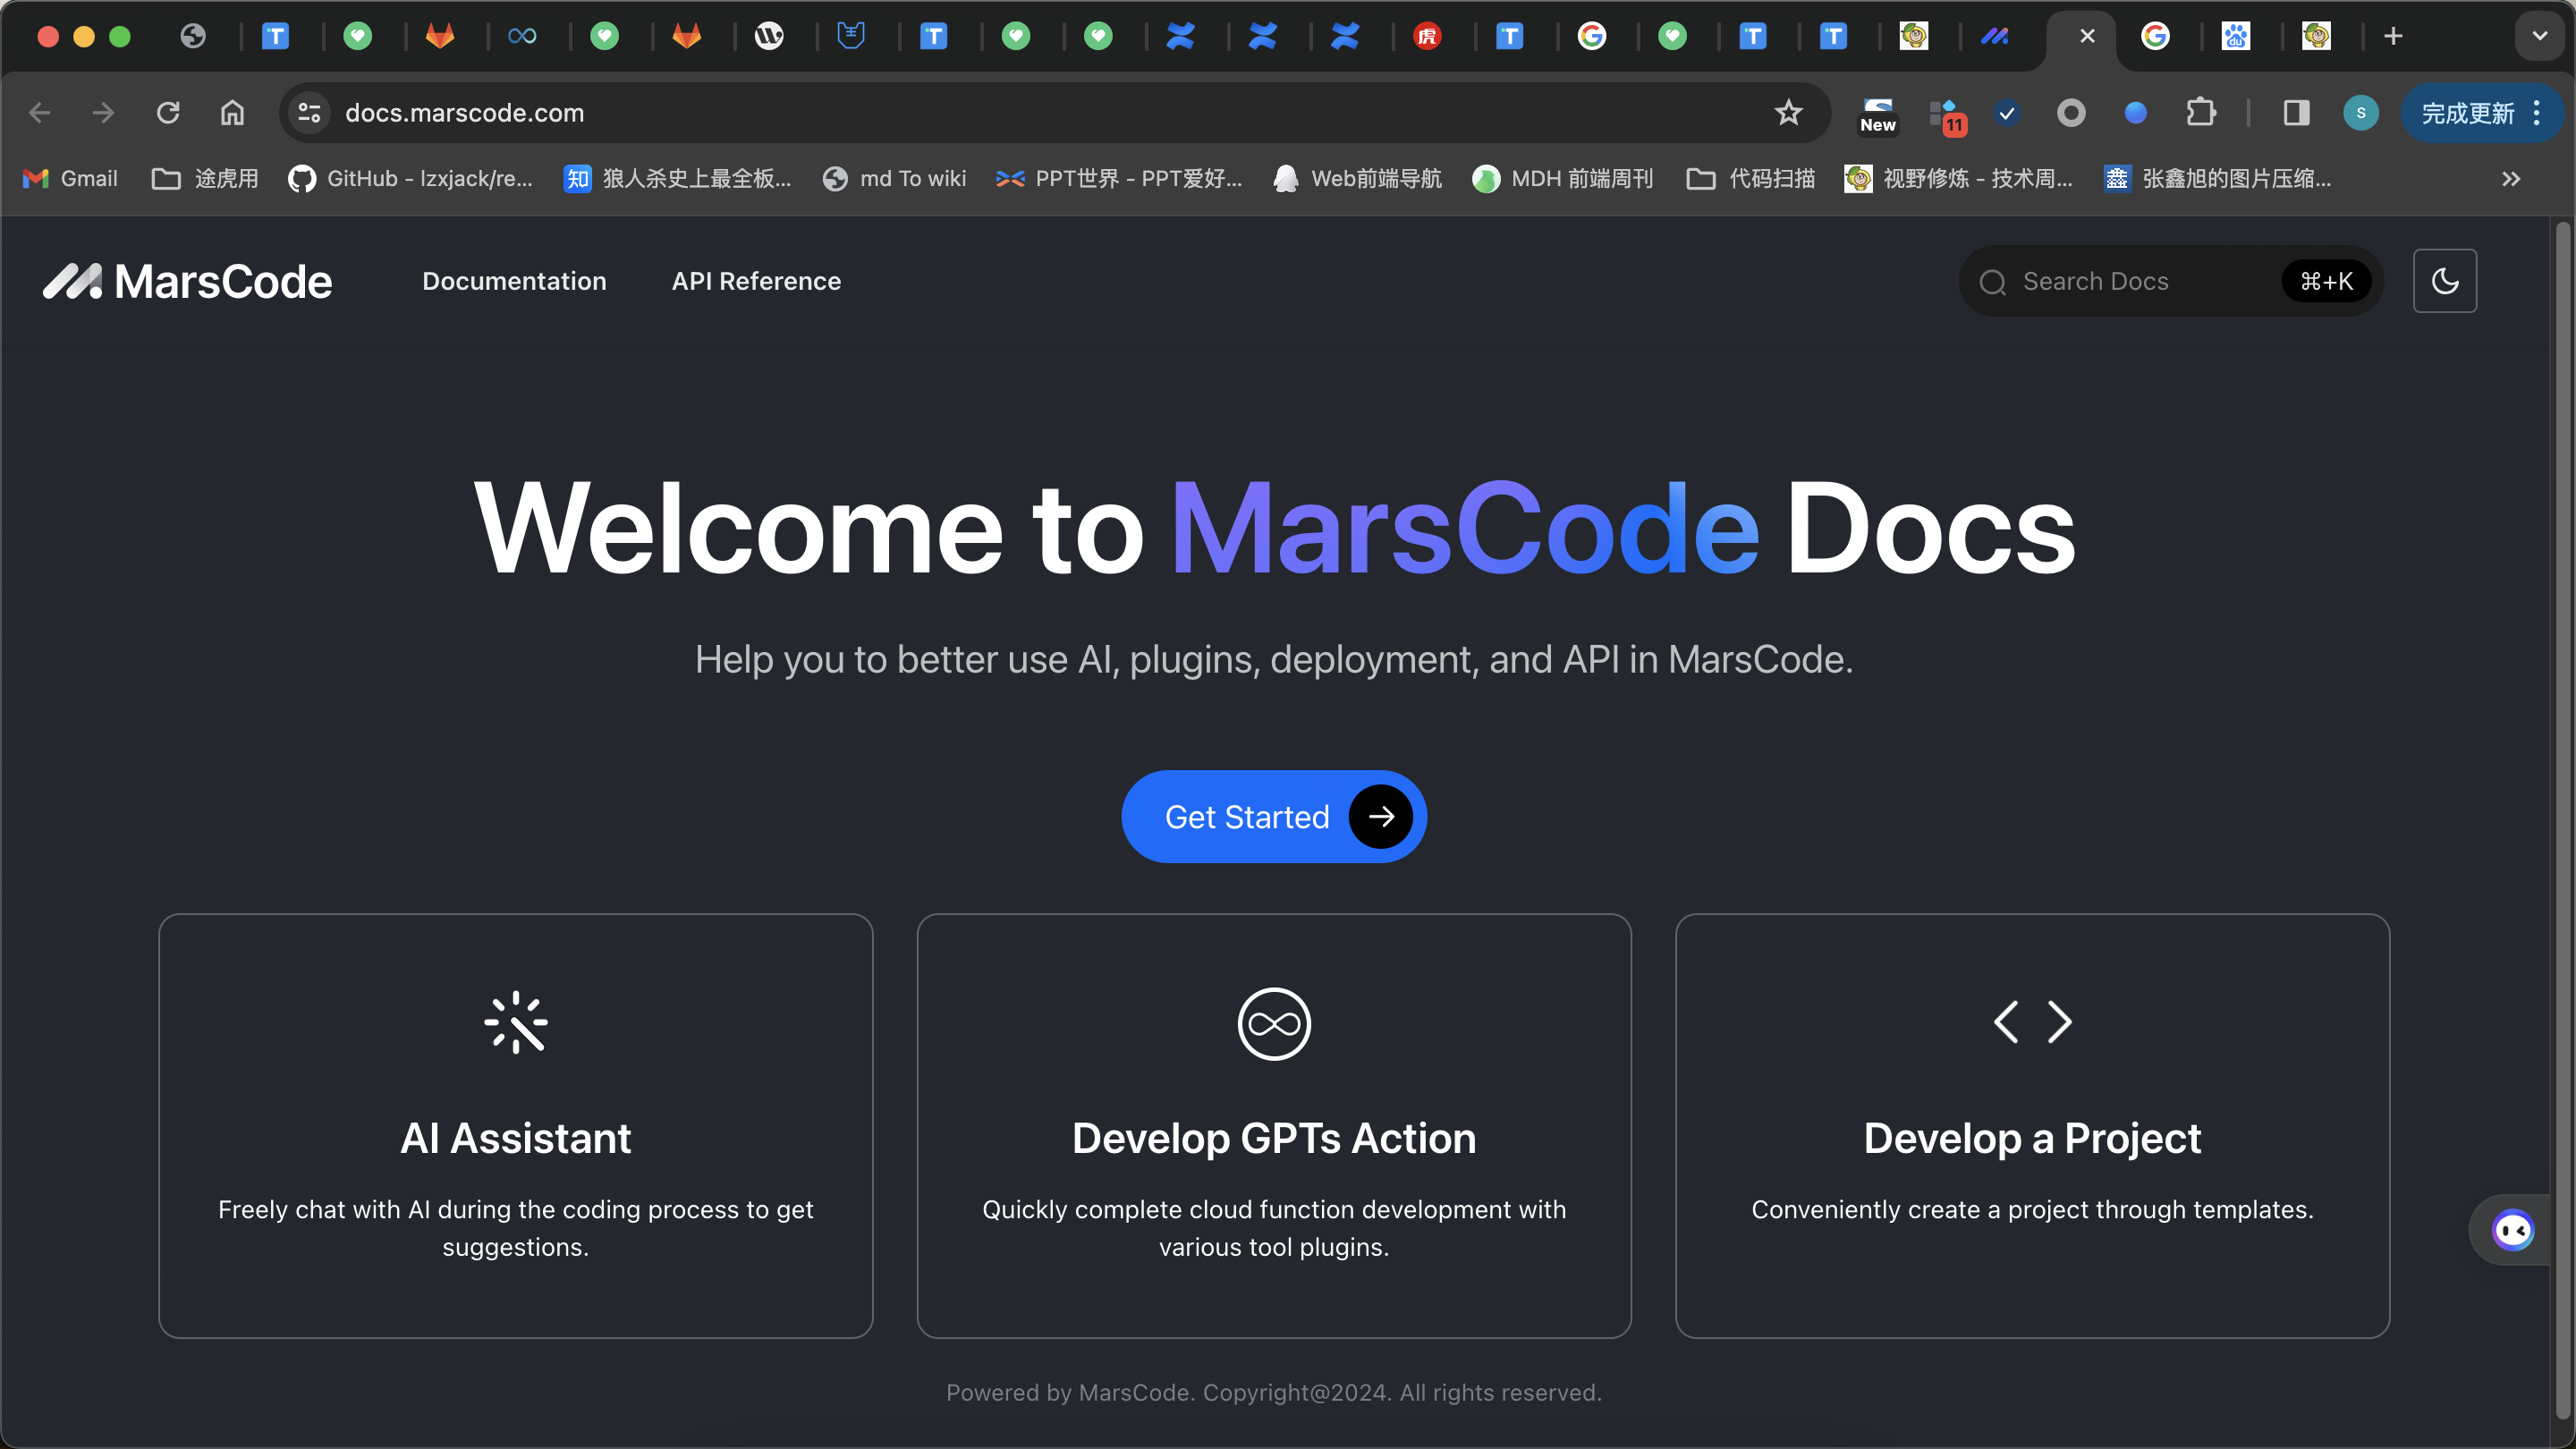 T
T
虎
T
T
T
du
docs.marscode.com
New
11
S
完成更新
Gmail
途虎用
GitHub - lzxjack/re...
知 狼人杀史上最全板...
md To wiki
PPT世界 - PPT爱好...
Web前端导航
MDH 前端周刊
代码扫描
视野修炼 - 技术周...
鑫 张鑫旭的图片压缩...
MarsCode
Documentation
API Reference
Search Docs
⌘+K
Welcome to MarsCode Docs
Help you to better use AI, plugins, deployment, and API in MarsCode.
Get Started
AI Assistant
Freely chat with AI during the coding process to get
suggestions.
Develop GPTs Action
Quickly complete cloud function development with
various tool plugins.
Develop a Project
Conveniently create a project through templates.
Powered by MarsCode. Copyright@2024. All rights reserved.